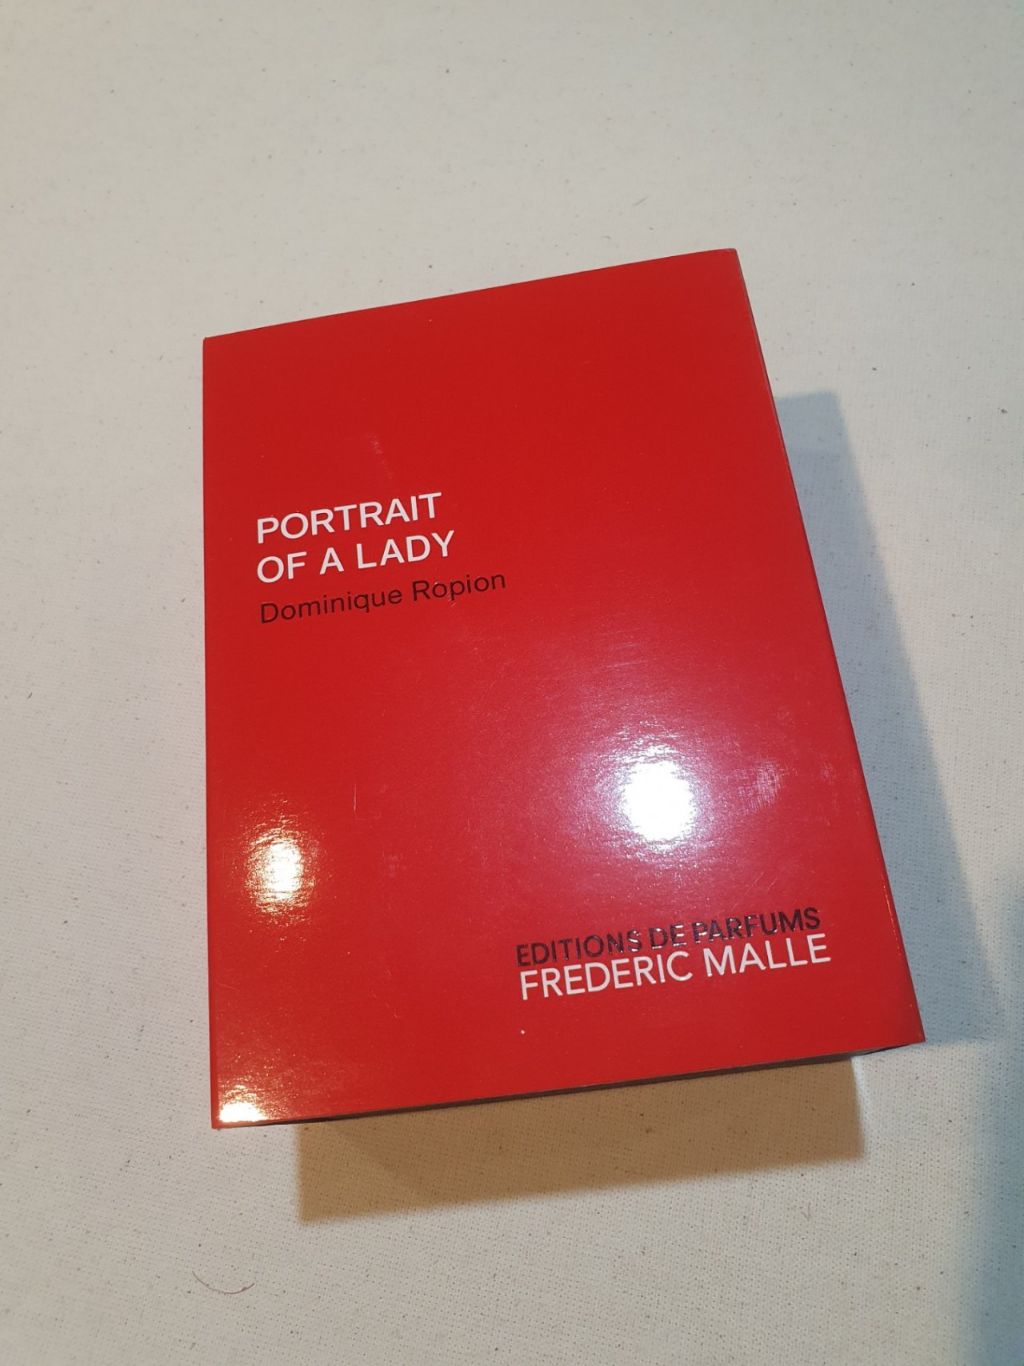 PORTRAIT
OF A LADY
Dominique Ropion
EDITIONS DE PARFUMS
FREDERIC MALLE